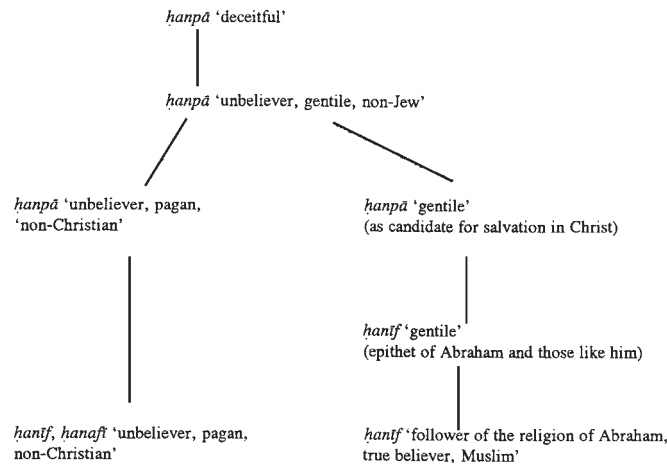 ḥanpā ‘deceitful’
ḥanpā ‘unbeliever, gentile, non-Jew’
ḥanpā ‘unbeliever, pagan,
‘non-Christian’
ḥanpā ‘gentile’
(as candidate for salvation in Christ)
ḥanīf ‘gentile’
(epithet of Abraham and those like him)
ḥanīf, ḥanafī ‘unbeliever, pagan,
non-Christian’
ḥanīf ‘follower of the religion of Abraham,
true believer, Muslim’